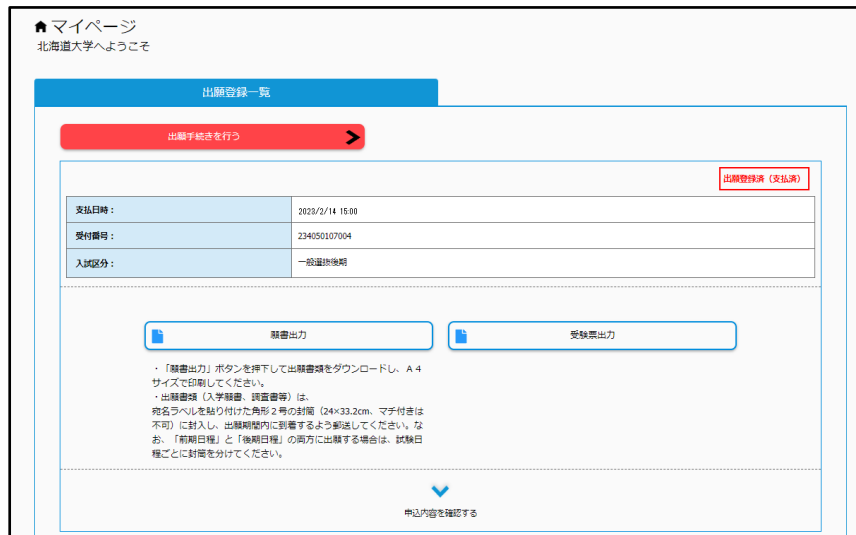 マイページ
北海道大学へようこそ
出願登録一覧
出願手続きを行う
出願登録済（支払済）
支払日時：
2023/2/14 15:00
受付番号：
234050107004
入試区分：
一般選抜後期
願書出力
受験票出力
・「願書出力」ボタンを押下して出願書類をダウンロードし、Ａ４
サイズで印刷してください。
・出願書類（入学願書、調査書等）は、
宛名ラベルを貼り付けた角形２号の封筒（24×33.2cm、マチ付きは
不可）に封入し、出願期間内に到着するよう郵送してください。な
お、「前期日程」と「後期日程」の両方に出願する場合は、試験日
程ごとに封筒を分けてください。
申込内容を確認する